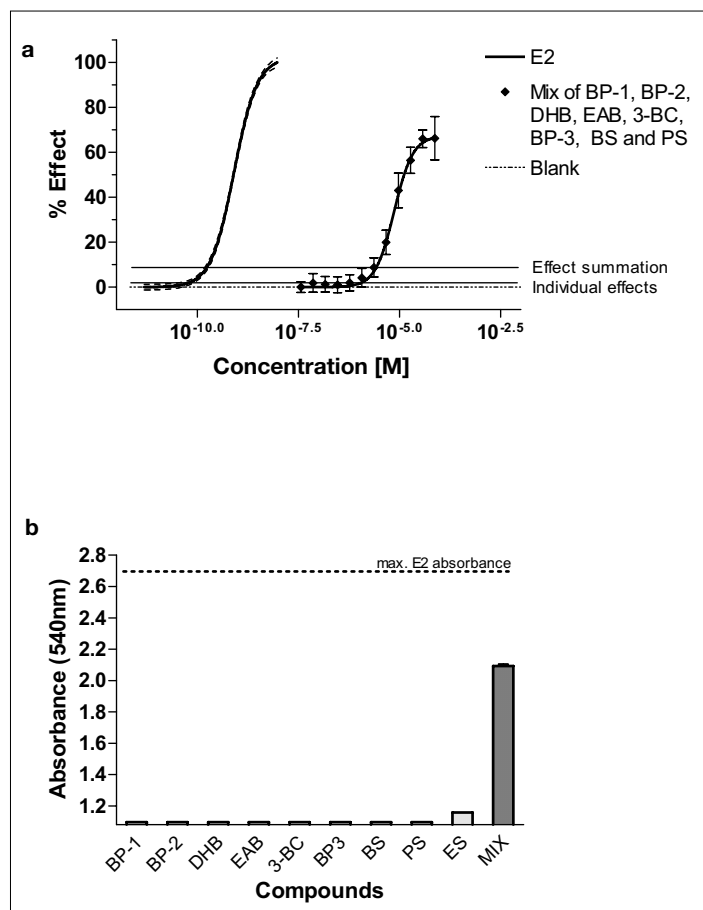 a
100
80
60
40
20
0
% Effect
10-10.0
10-7.5
10-5.0
10-2.5
Concentration [M]
E2
Mix of BP-1, BP-2,
DHB, EAB, 3-BC,
BP-3, BS and PS
Blank
Effect summation
Individual effects
b
2.8
2.6
2.4
2.2
2.0
1.8
1.6
1.4
1.2
Absorbance (540nm)
max. E2 absorbance
BP-1
BP-2
DHB
EAB
3-BC
BP3
BS
PS
ES
MIX
Compounds